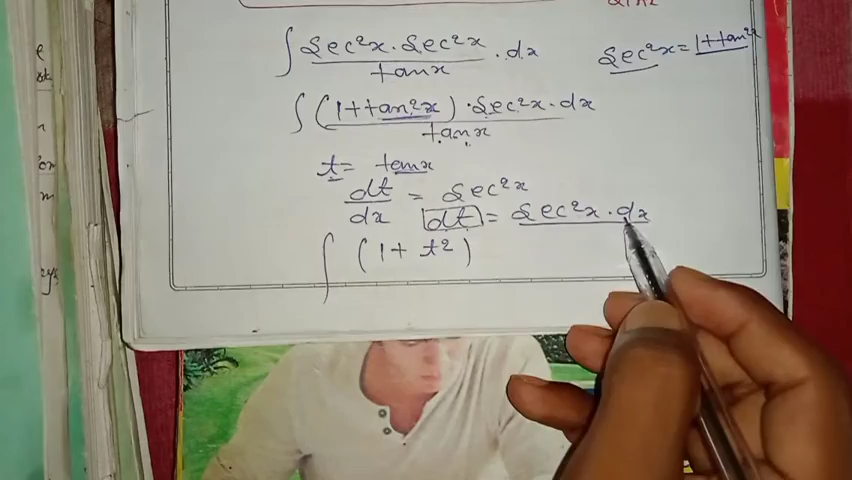 ∫ sec²x · sec²x / tanx · dx
sec²x = 1 + tan²x
∫ (1 + tan²x) · sec²x · dx / tanx
t = tanx
dt/dx = sec²x
dt = sec²x · dx
∫ (1 + t²)